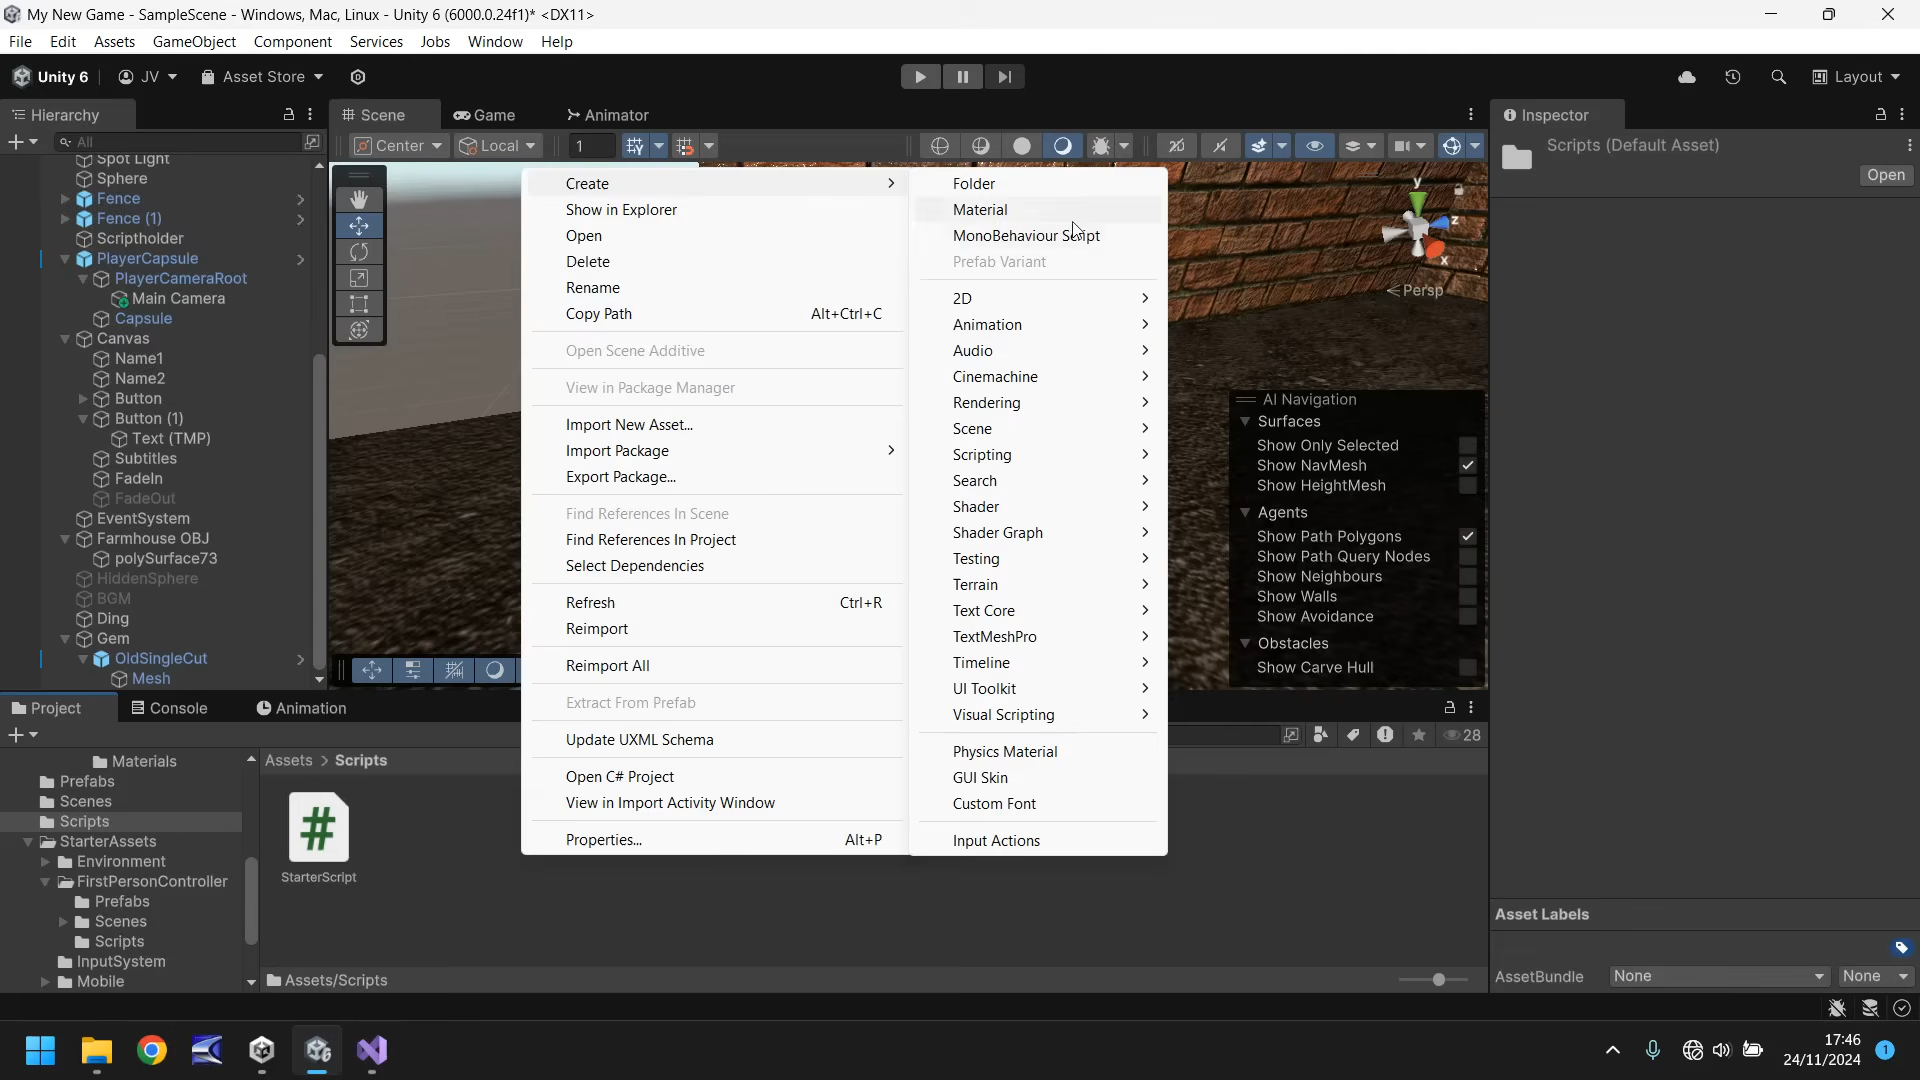 My New Game - SampleScene - Windows, Mac, Linux - Unity 6 (6000.0.24f1)* <DX11>
File Edit Assets GameObject Component Services Jobs Window Help
Unity 6 JV Asset Store Layout
Hierarchy Scene Game Animator Inspector
All Center Local 1 Scripts (Default Asset)
Open
Spot Light
Sphere
Fence
Fence (1)
Scriptholder
PlayerCapsule
PlayerCameraRoot
Main Camera
Capsule
Canvas
Name1
Name2
Button
Button (1)
Text (TMP)
Subtitles
FadeIn
FadeOut
EventSystem
Farmhouse OBJ
polySurface73
HiddenSphere
BGM
Ding
Gem
OldSingleCut
Mesh
Create
Show in Explorer
Open
Delete
Rename
Copy Path Alt+Ctrl+C
Open Scene Additive
View in Package Manager
Import New Asset...
Import Package
Export Package...
Find References In Scene
Find References In Project
Select Dependencies
Refresh Ctrl+R
Reimport
Reimport All
Extract From Prefab
Update UXML Schema
Open C# Project
View in Import Activity Window
Properties... Alt+P
Folder
Material
MonoBehaviour Script
Prefab Variant
2D
Animation
Audio
Cinemachine
Rendering
Scene
Scripting
Search
Shader
Shader Graph
Testing
Terrain
Text Core
TextMeshPro
Timeline
UI Toolkit
Visual Scripting
Physics Material
GUI Skin
Custom Font
Input Actions
y
z
x
Persp
AI Navigation
Surfaces
Show Only Selected
Show NavMesh
Show HeightMesh
Agents
Show Path Polygons
Show Path Query Nodes
Show Neighbours
Show Walls
Show Avoidance
Obstacles
Show Carve Hull
Project Console Animation
28
Materials
Prefabs
Scenes
Scripts
StarterAssets
Environment
FirstPersonController
Prefabs
Scenes
Scripts
InputSystem
Mobile
Assets > Scripts
#
StarterScript
Assets/Scripts
Asset Labels
AssetBundle None None
17:46
24/11/2024
1